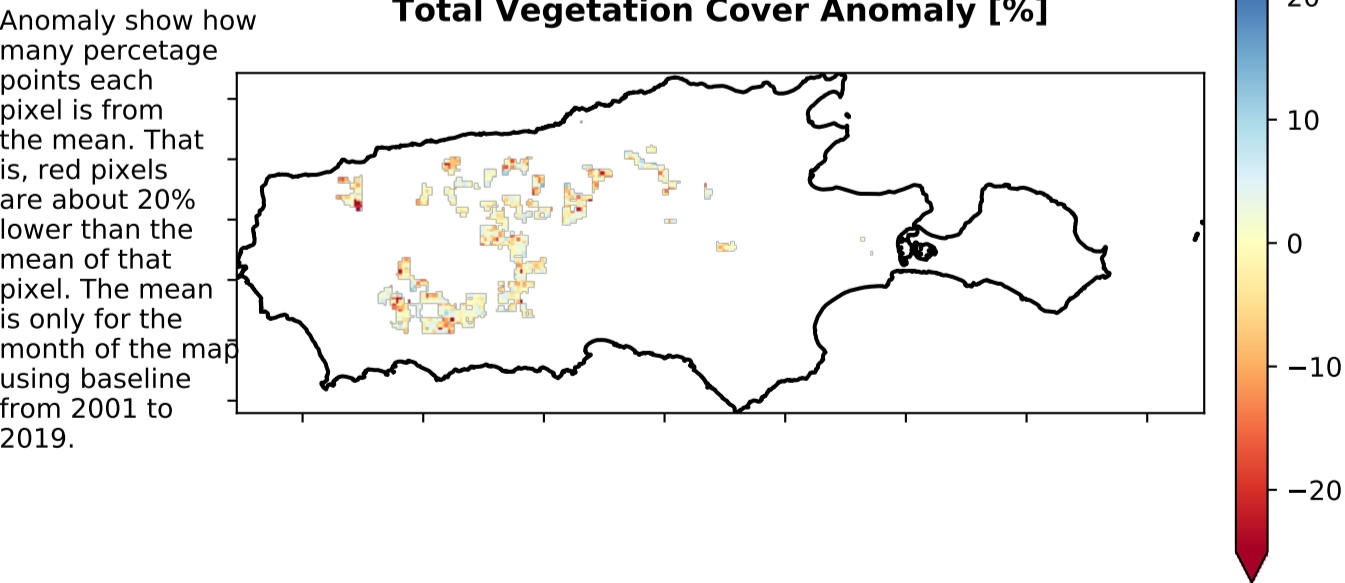 Total Vegetation Cover Anomaly [%]
Anomaly show how
many percetage
points each
pixel is from
the mean. That
is, red pixels
are about 20%
lower than the
mean of that
pixel. The mean
is only for the
month of the map
using baseline
from 2001 to
2019.
20
10
0
−10
−20